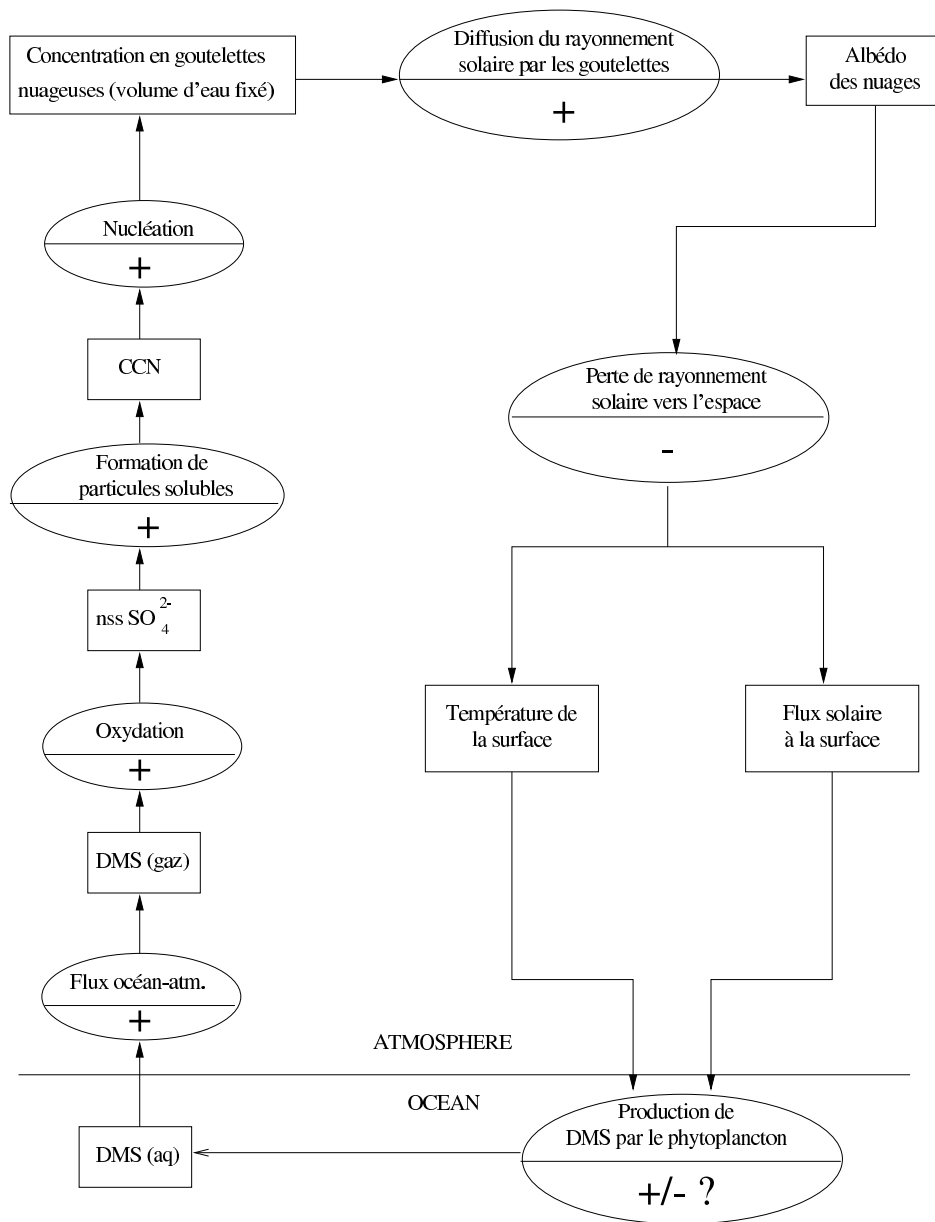 Concentration en goutelettes
nuageuses (volume d'eau fixé)
Diffusion du rayonnement
solaire par les goutelettes
+
Albédo
des nuages
Nucléation
+
CCN
Perte de rayonnement
solaire vers l'espace
-
Formation de
particules solubles
+
nss SO4 2-
Température de
la surface
Flux solaire
à la surface
Oxydation
+
DMS (gaz)
Flux océan-atm.
+
ATMOSPHERE
OCEAN
Production de
DMS par le phytoplancton
+/- ?
DMS (aq)